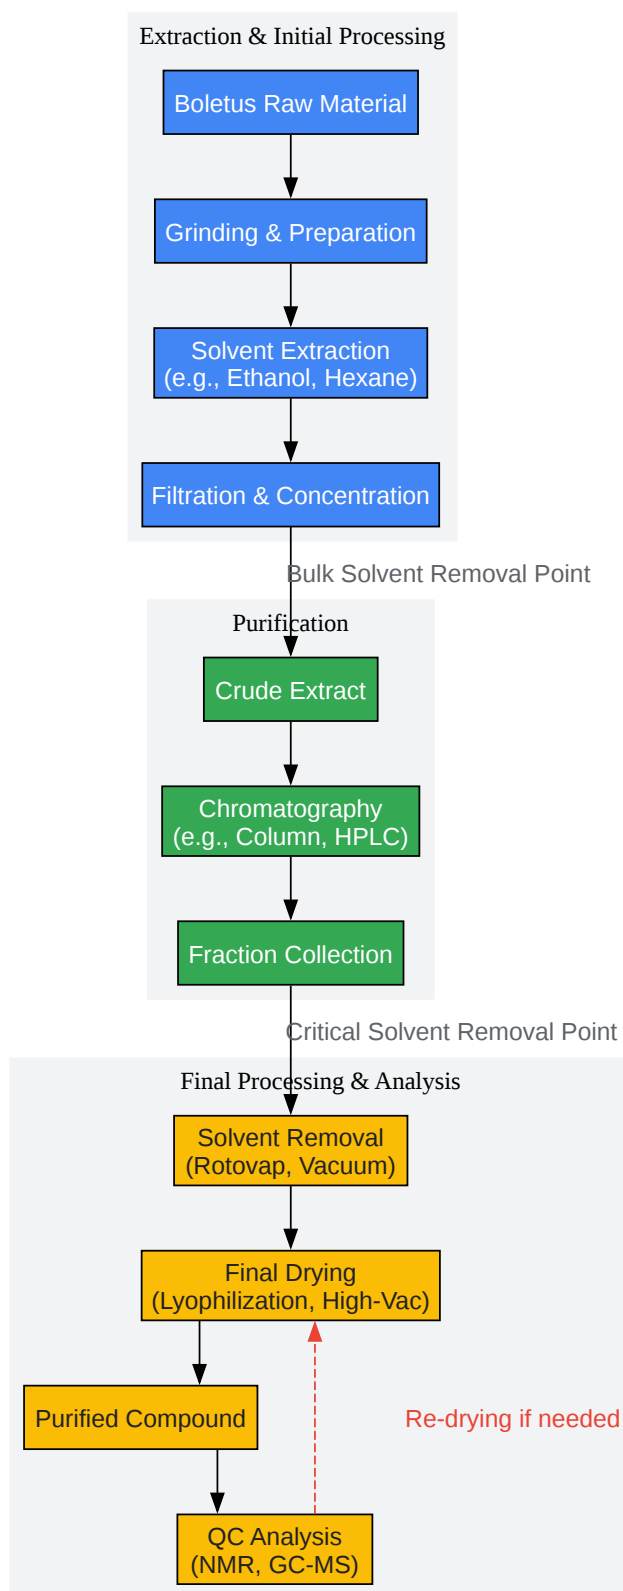 Extraction & Initial Processing
Boletus Raw Material
Grinding & Preparation
Solvent Extraction
(e.g., Ethanol, Hexane)
Filtration & Concentration
Bulk Solvent Removal Point
Purification
Crude Extract
Chromatography
(e.g., Column, HPLC)
Fraction Collection
Critical Solvent Removal Point
Final Processing & Analysis
Solvent Removal
(Rotovap, Vacuum)
Final Drying
(Lyophilization, High-Vac)
Purified Compound
Re-drying if needed
QC Analysis
(NMR, GC-MS)